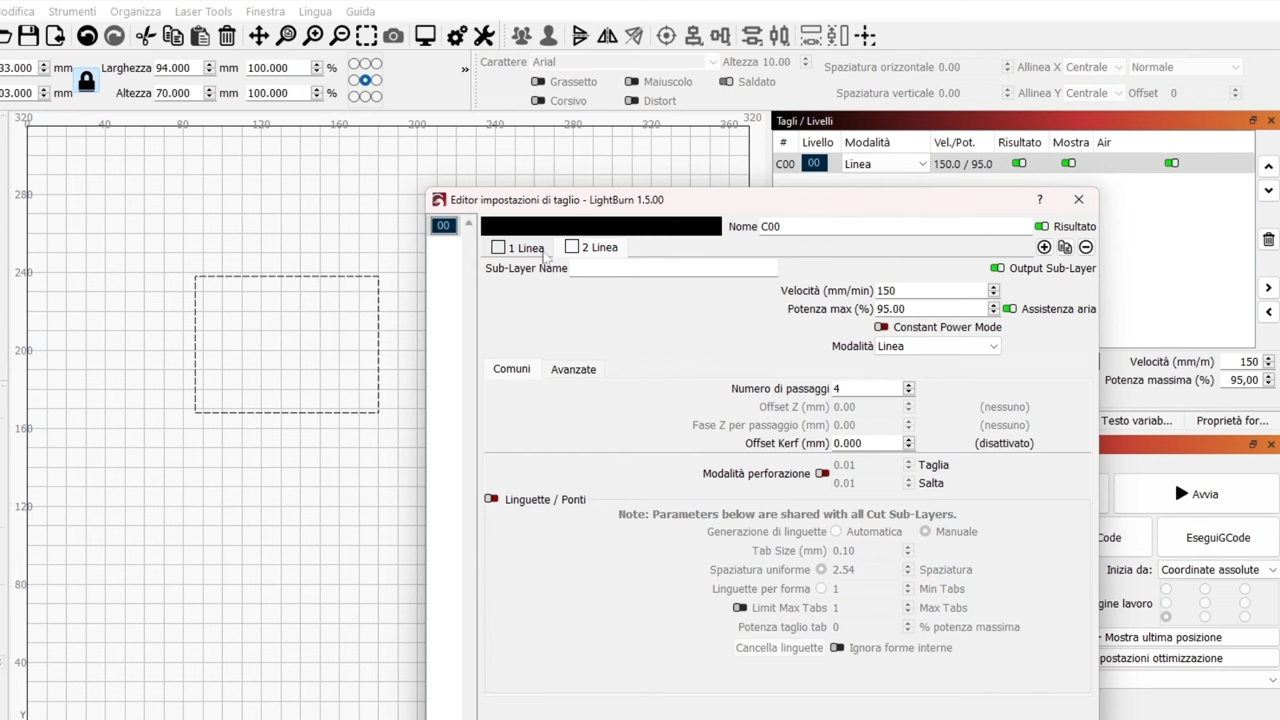 odifica Strumenti Organizza Laser Tools Finestra Lingua Guida
33.000 mm Larghezza 94.000 mm 100.000 %
03.000 mm Altezza 70.000 mm 100.000 %
»
Carattere Arial Altezza 10.00
Grassetto Maiuscolo Saldato
Corsivo Distort
Spaziatura orizzontale 0.00 Allinea X Centrale Normale
Spaziatura verticale 0.00 Allinea Y Centrale Offset 0
320 40 80 120 160 240 280 320 360 320
280
240
200
160
120
80
40
Y
Tagli / Livelli
# Livello Modalità Vel./Pot. Risultato Mostra Air
C00 00 Linea 150.0 / 95.0
Editor impostazioni di taglio - LightBurn 1.5.00 ?
00
Nome C00 Risultato
1 Linea 2 Linea
Sub-Layer Name Output Sub-Layer
Velocità (mm/min) 150
Potenza max (%) 95.00 Assistenza aria
Constant Power Mode
Modalità Linea
Comuni Avanzate
Numero di passaggi 4
Offset Z (mm) 0.00 (nessuno)
Fase Z per passaggio (mm) 0.00 (nessuno)
Offset Kerf (mm) 0.000 (disattivato)
Modalità perforazione 0.01 Taglia
0.01 Salta
Linguette / Ponti
Note: Parameters below are shared with all Cut Sub-Layers.
Generazione di linguette Automatica Manuale
Tab Size (mm) 0.10
Spaziatura uniforme 2.54 Spaziatura
Linguette per forma 1 Min Tabs
Limit Max Tabs 1 Max Tabs
Potenza taglio tab 0 % potenza massima
Cancella linguette Ignora forme interne
Velocità (mm/m) 150
Potenza massima (%) 95,00
Testo variab... Proprietà for...
Avvia
Code EseguiGCode
Inizia da: Coordinate assolute
gine lavoro
Mostra ultima posizione
postazioni ottimizzazione